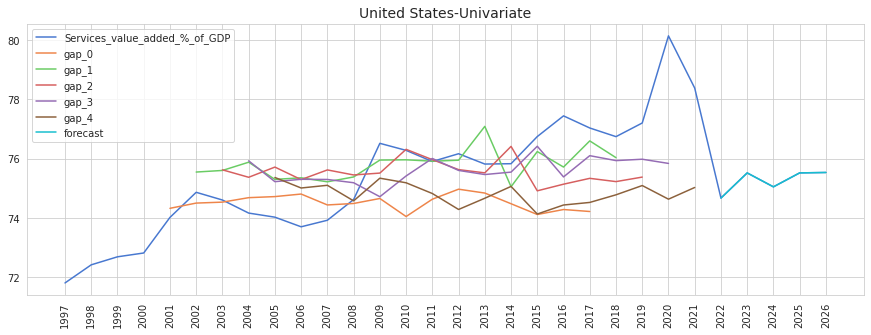 United States-Univariate
Services_value_added_%_of_GDP
gap_0
gap_1
gap_2
gap_3
gap_4
forecast
80
78
76
74
72
1997 1998 1999 2000 2001 2002 2003 2004 2005 2006 2007 2008 2009 2010 2011 2012 2013 2014 2015 2016 2017 2018 2019 2020 2021 2022 2023 2024 2025 2026